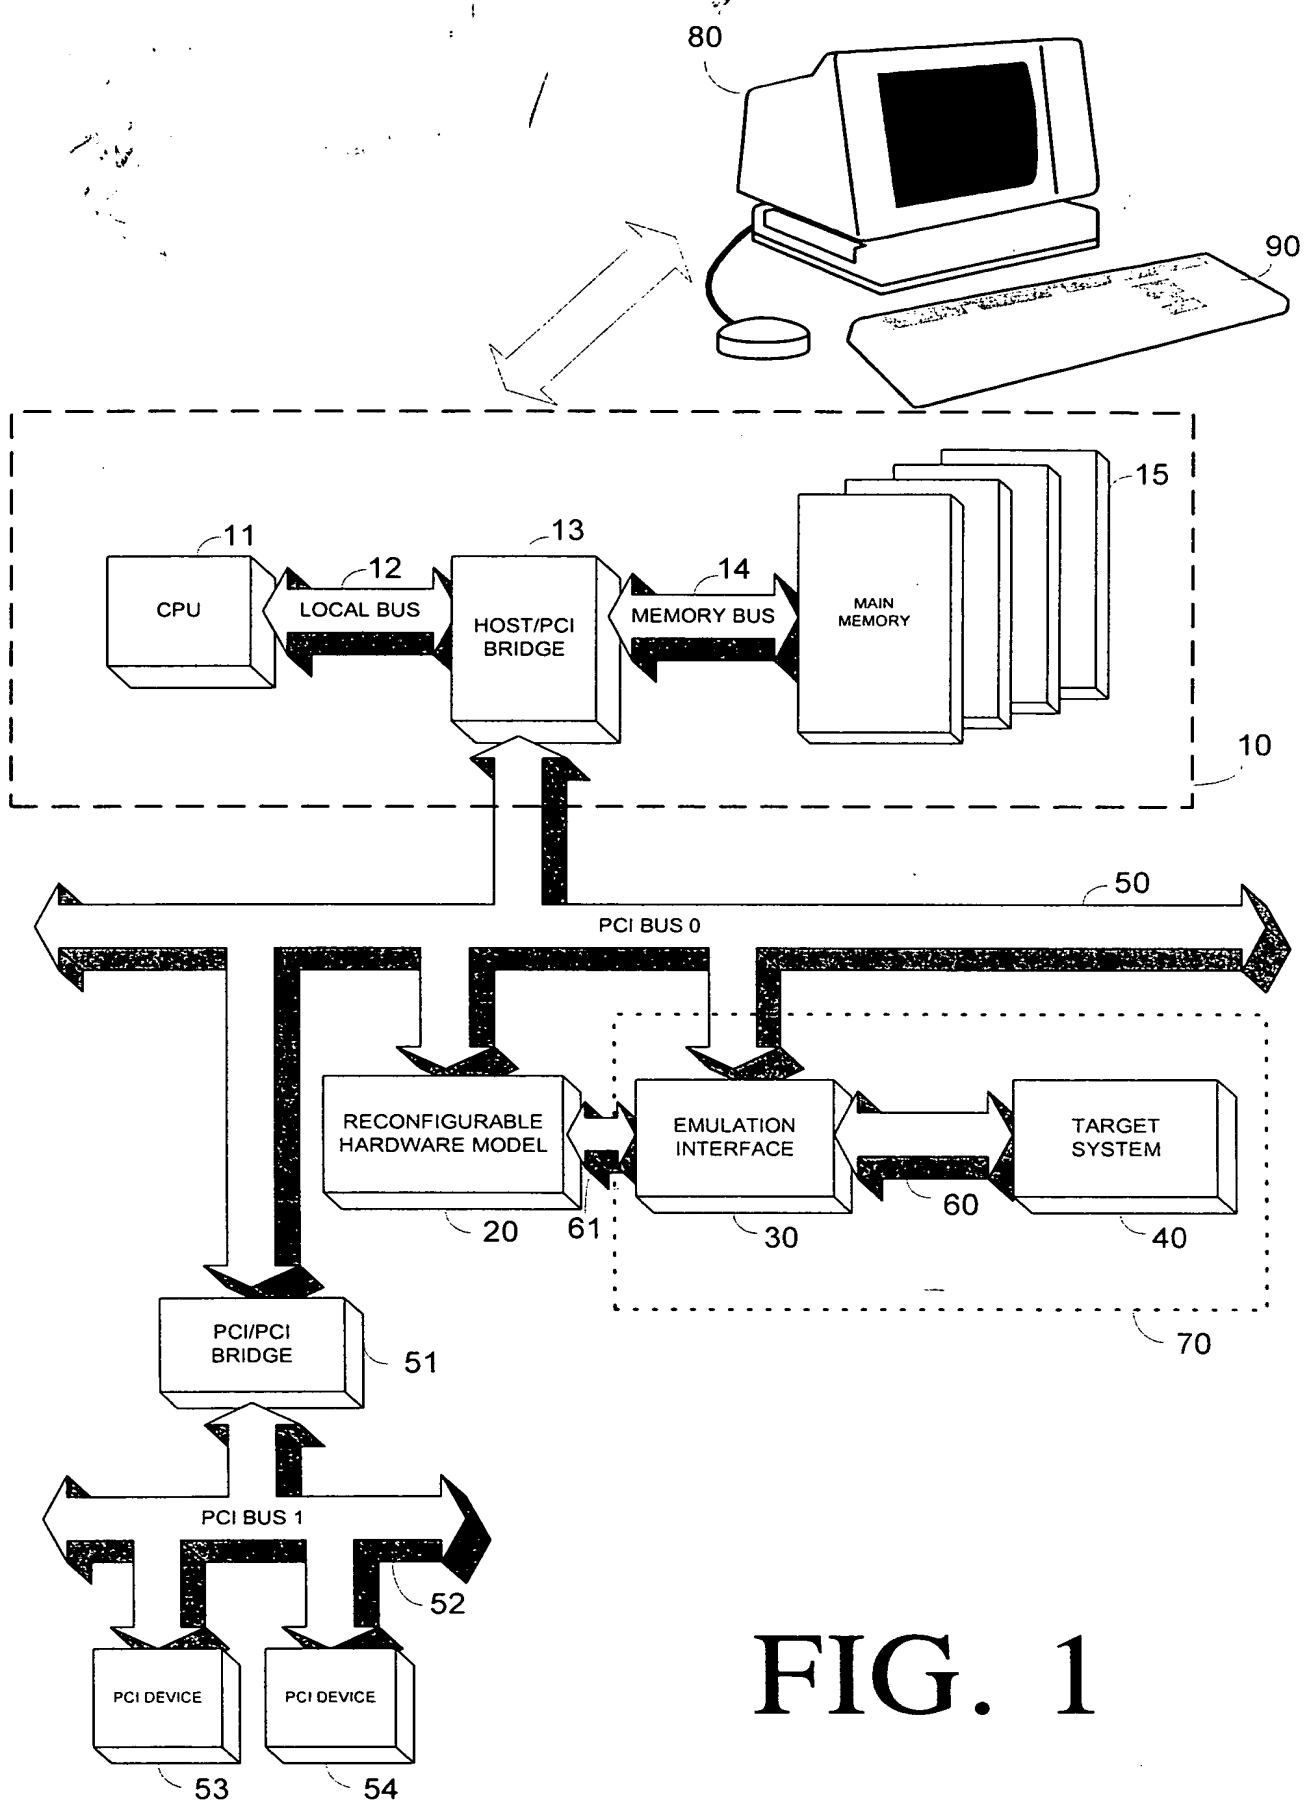 80
90
15
11
12
13
14
CPU
LOCAL BUS
HOST/PCI
BRIDGE
MEMORY BUS
MAIN
MEMORY
10
50
PCI BUS 0
RECONFIGURABLE
HARDWARE MODEL
EMULATION
INTERFACE
TARGET
SYSTEM
20
61
30
60
40
70
PCI/PCI
BRIDGE
51
PCI BUS 1
52
PCI DEVICE
PCI DEVICE
53
54
FIG. 1